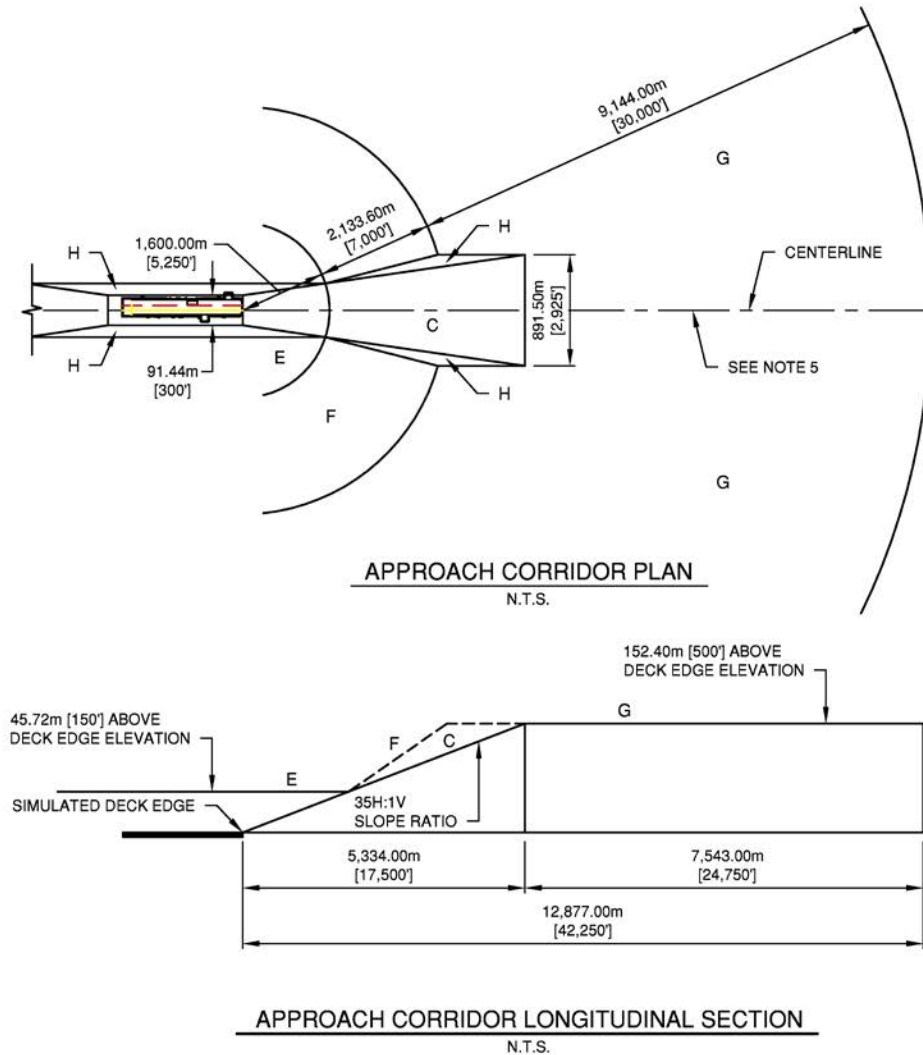 9,144.00m
[30,000']
G
2,133.60m
[7,000']
1,600.00m
[5,250']
H
H
CENTERLINE
891.50m
[2,925']
C
E
SEE NOTE 5
H
91.44m
[300']
H
F
G
APPROACH CORRIDOR PLAN
N.T.S.
152.40m [500'] ABOVE
DECK EDGE ELEVATION
45.72m [150'] ABOVE
DECK EDGE ELEVATION
G
F
C
E
SIMULATED DECK EDGE
35H:1V
SLOPE RATIO
5,334.00m
[17,500']
7,543.00m
[24,750']
12,877.00m
[42,250']
APPROACH CORRIDOR LONGITUDINAL SECTION
N.T.S.